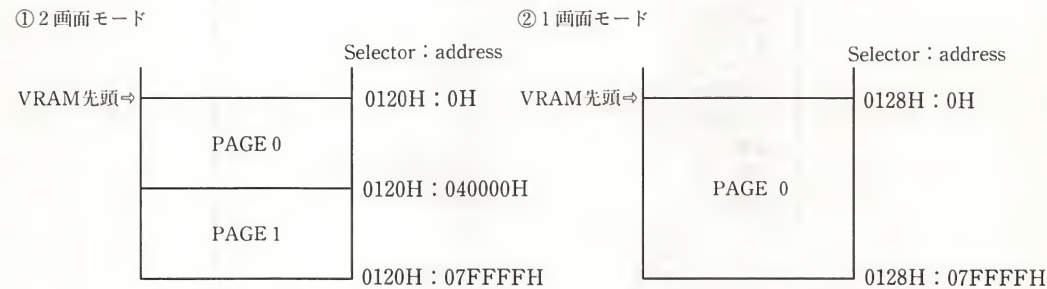 ①2画面モード
Selector：address
VRAM先頭⇨
0120H：0H
PAGE 0
0120H：040000H
PAGE 1
0120H：07FFFFH
②1画面モード
Selector：address
VRAM先頭⇨
0128H：0H
PAGE 0
0128H：07FFFFH